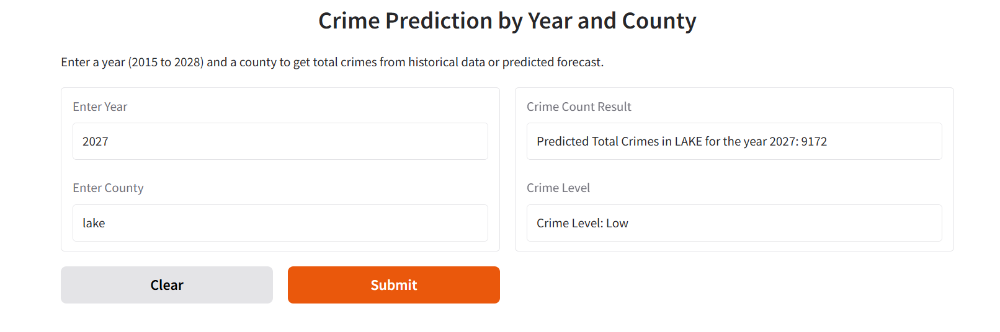 Crime Prediction by Year and County
Enter a year (2015 to 2028) and a county to get total crimes from historical data or predicted forecast.
Enter Year
2027
Enter County
lake
Crime Count Result
Predicted Total Crimes in LAKE for the year 2027: 9172
Crime Level
Crime Level: Low
Clear
Submit